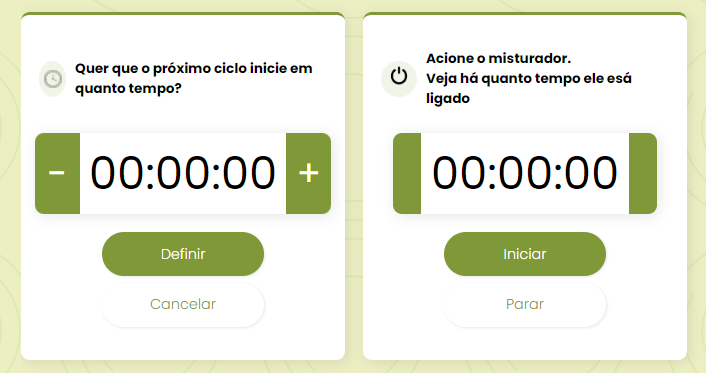 Quer que o próximo ciclo inicie em
quanto tempo?
- 00:00:00 +
Definir
Cancelar
Acione o misturador.
Veja há quanto tempo ele esá
ligado
00:00:00
Iniciar
Parar